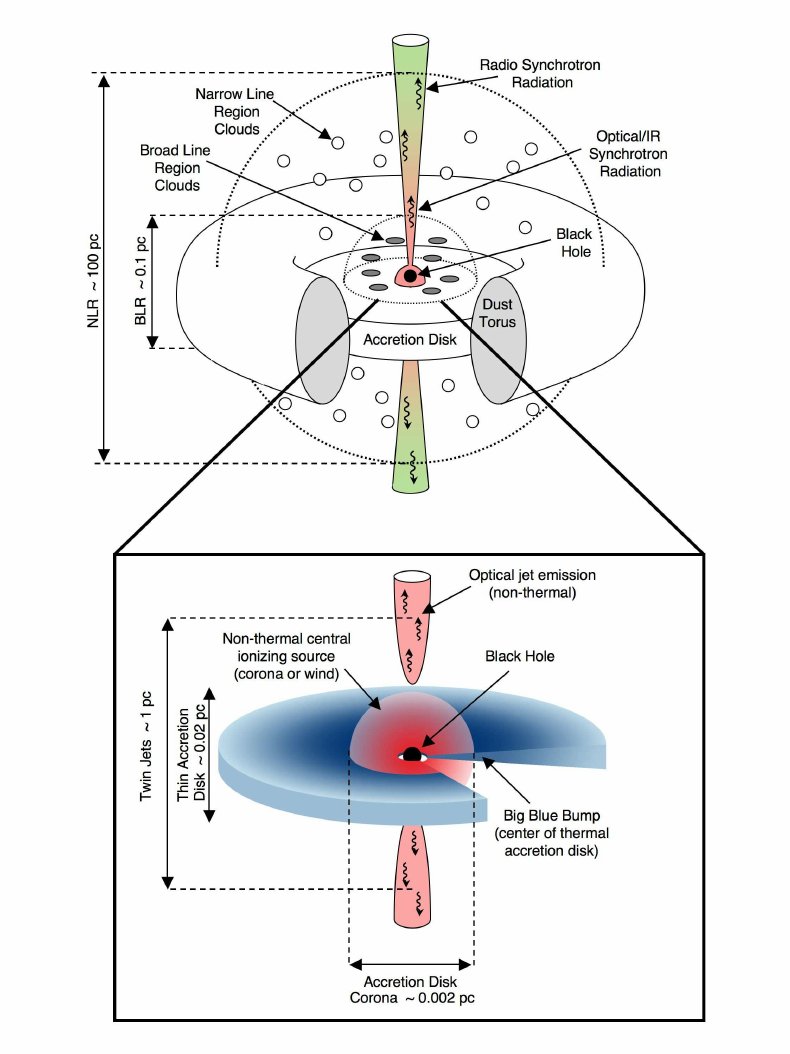 Radio Synchrotron
Radiation
Narrow Line
Region
Clouds
Optical/IR
Synchrotron
Radiation
Broad Line
Region
Clouds
Black
Hole
NLR ~ 100 pc
BLR ~ 0.1 pc
Dust
Torus
Accretion Disk
Optical jet emission
(non-thermal)
Non-thermal central
ionizing source
(corona or wind)
Black Hole
Twin Jets ~ 1 pc
Thin Accretion
Disk ~ 0.02 pc
Big Blue Bump
(center of thermal
accretion disk)
Accretion Disk
Corona ~ 0.002 pc